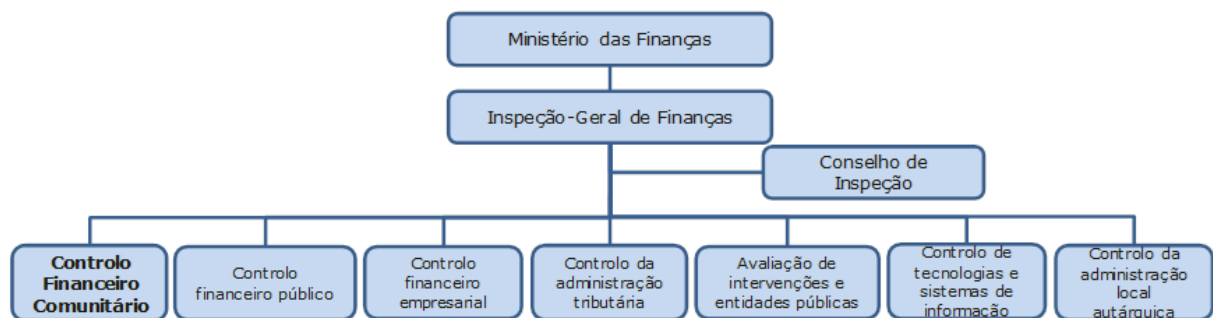 Ministério das Finanças
Inspeção-Geral de Finanças
Conselho de
Inspeção
Controlo
Financeiro
Comunitário
Controlo
financeiro público
Controlo
financeiro
empresarial
Controlo da
administração
tributária
Avaliação de
intervenções e
entidades públicas
Controlo de
tecnologias e
sistemas de
informação
Controlo da
administração
local
autárquica